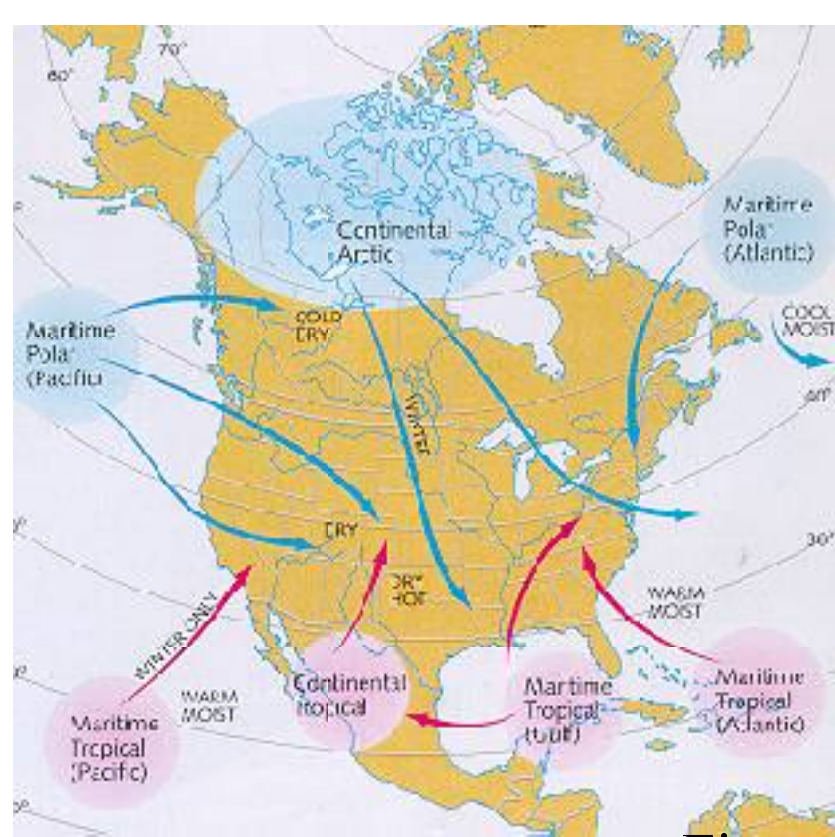 70°
60°
Continental
Arctic
Maritime
Polar
(Atlantic)
COOL
MOIST
Maritime
Polar
(Pacific)
COLD
DRY
WINTER
40°
DRY
30°
DRY
HOT
WARM
MOIST
WINTER ONLY
WARM
MOIST
Continental
Tropical
Maritime
Tropical
(Gulf)
Maritime
Tropical
(Atlantic)
Maritime
Tropical
(Pacific)